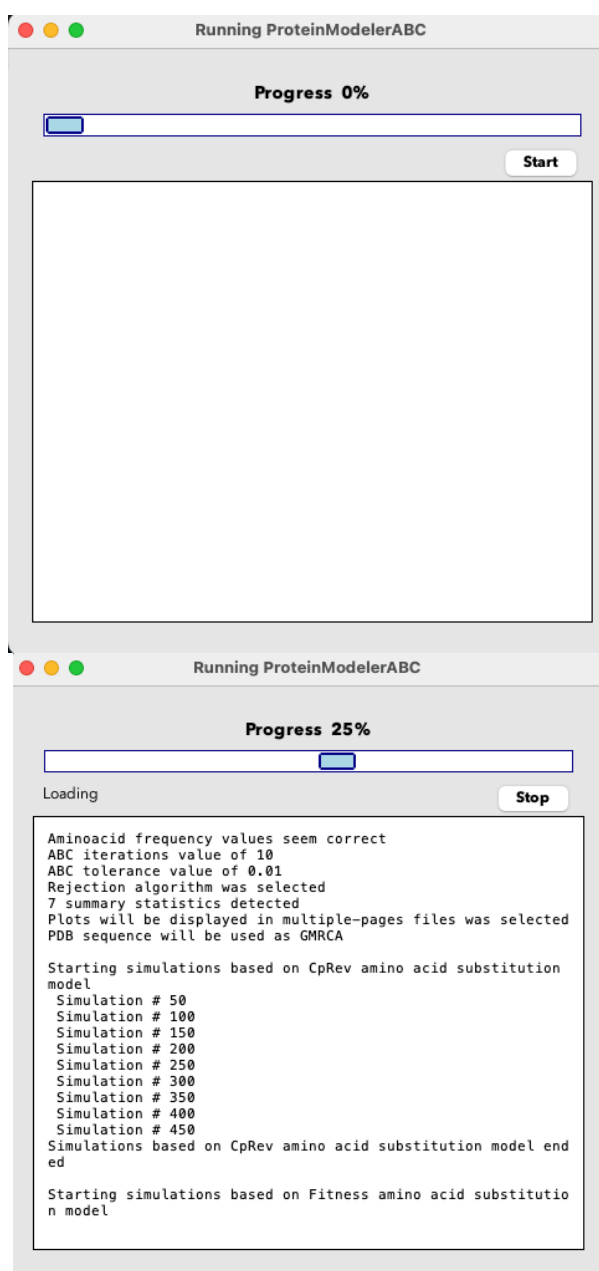 Running ProteinModelerABC
Progress 0%
Start
Running ProteinModelerABC
Progress 25%
Loading
Stop
Aminoacid frequency values seem correct
ABC iterations value of 10
ABC tolerance value of 0.01
Rejection algorithm was selected
7 summary statistics detected
Plots will be displayed in multiple-pages files was selected
PDB sequence will be used as GMRCA
Starting simulations based on CpRev amino acid substitution
model
Simulation # 50
Simulation # 100
Simulation # 150
Simulation # 200
Simulation # 250
Simulation # 300
Simulation # 350
Simulation # 400
Simulation # 450
Simulations based on CpRev amino acid substitution model end
ed
Starting simulations based on Fitness amino acid substitutio
n model